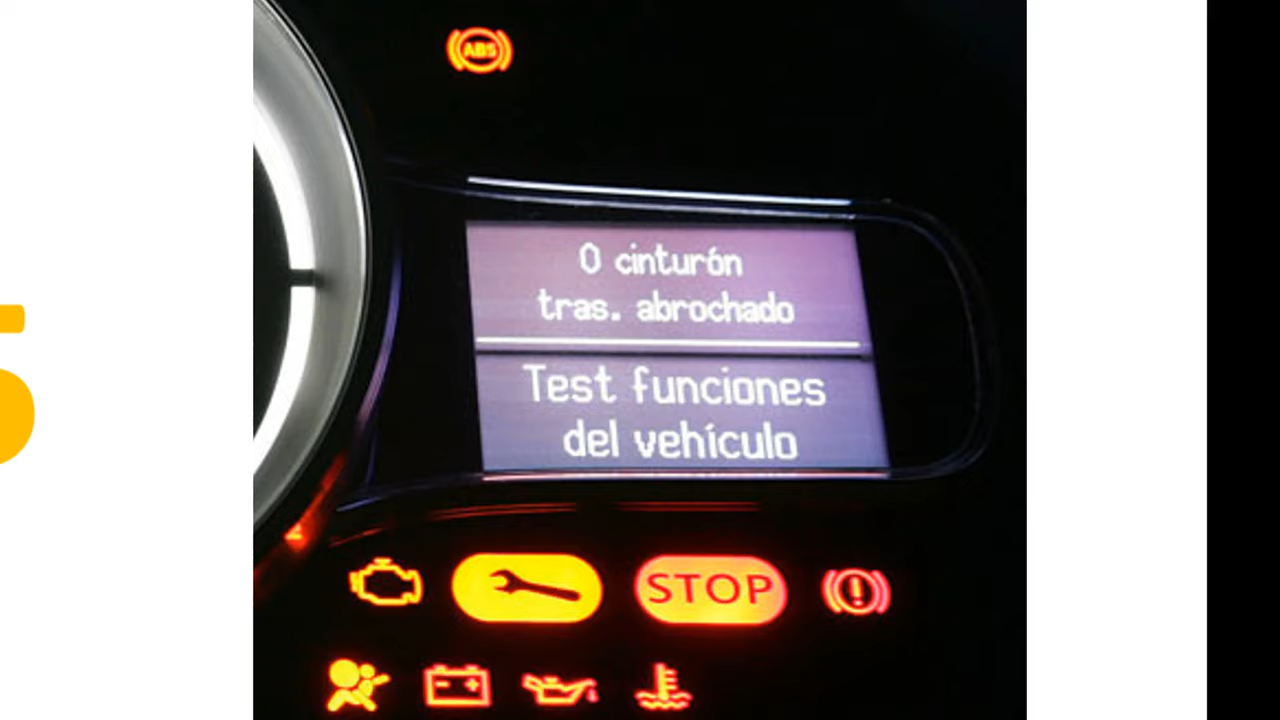 ABS
0 cinturón
tras. abrochado
Test funciones
del vehículo
STOP